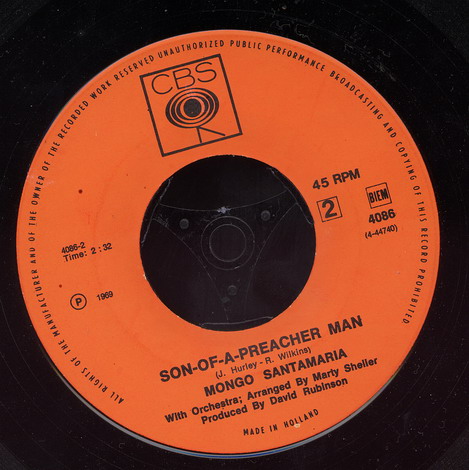 ALL RIGHTS OF THE MANUFACTURER AND OF THE OWNER OF THE RECORDED WORK RESERVED UNAUTHORIZED PUBLIC PERFORMANCE BROADCASTING AND COPYING OF THIS RECORD PROHIBITED
CBS
45 RPM
2
BIEM
4086
(4-44740)
4086-2
Time: 2:32
P 1969
SON-OF-A-PREACHER MAN
(J. Hurley - R. Wilkins)
MONGO SANTAMARIA
With Orchestra; Arranged By Marty Sheller
Produced By David Rubinson
MADE IN HOLLAND